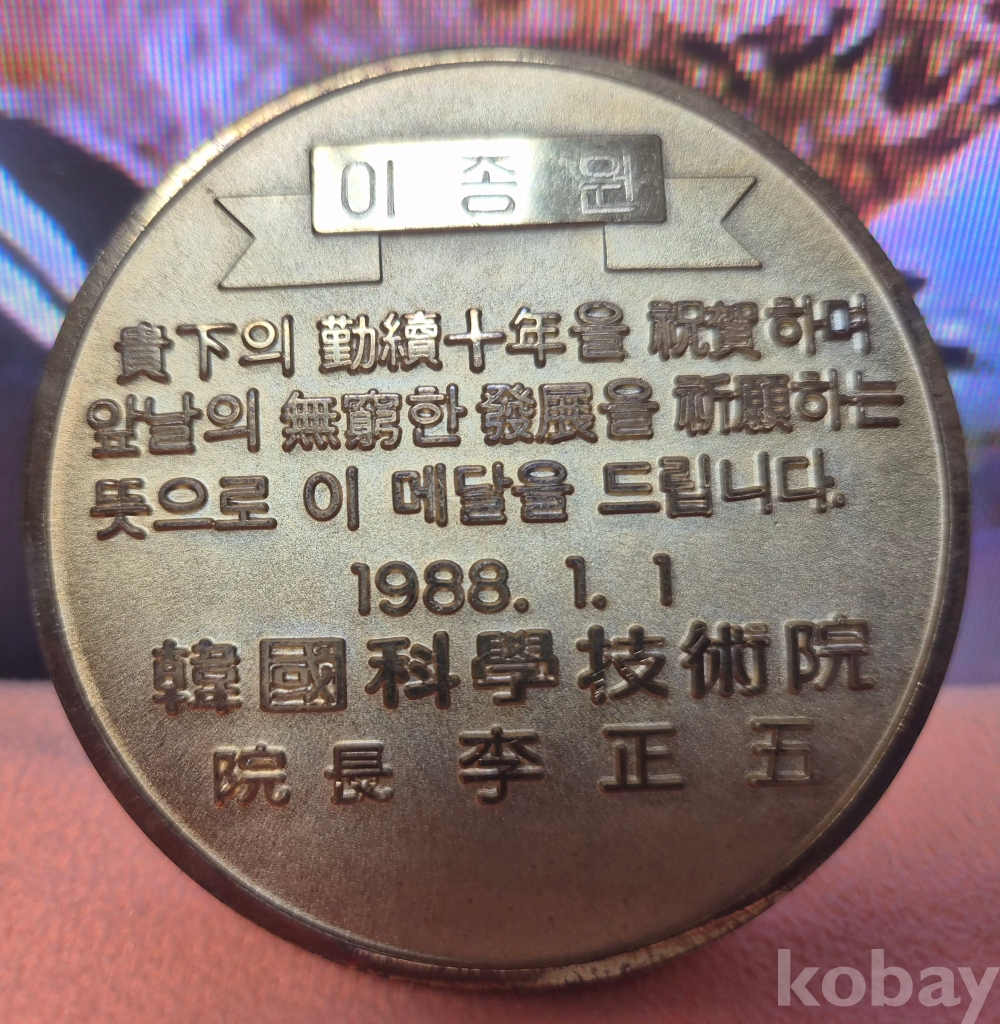 이 종 원
貴下의 勤續十年을 祝賀하며
앞날의 無窮한 發展을 祈願하는
뜻으로 이 메달을 드립니다.
1988. 1. 1
韓國科學技術院
院長 李正五
kobay